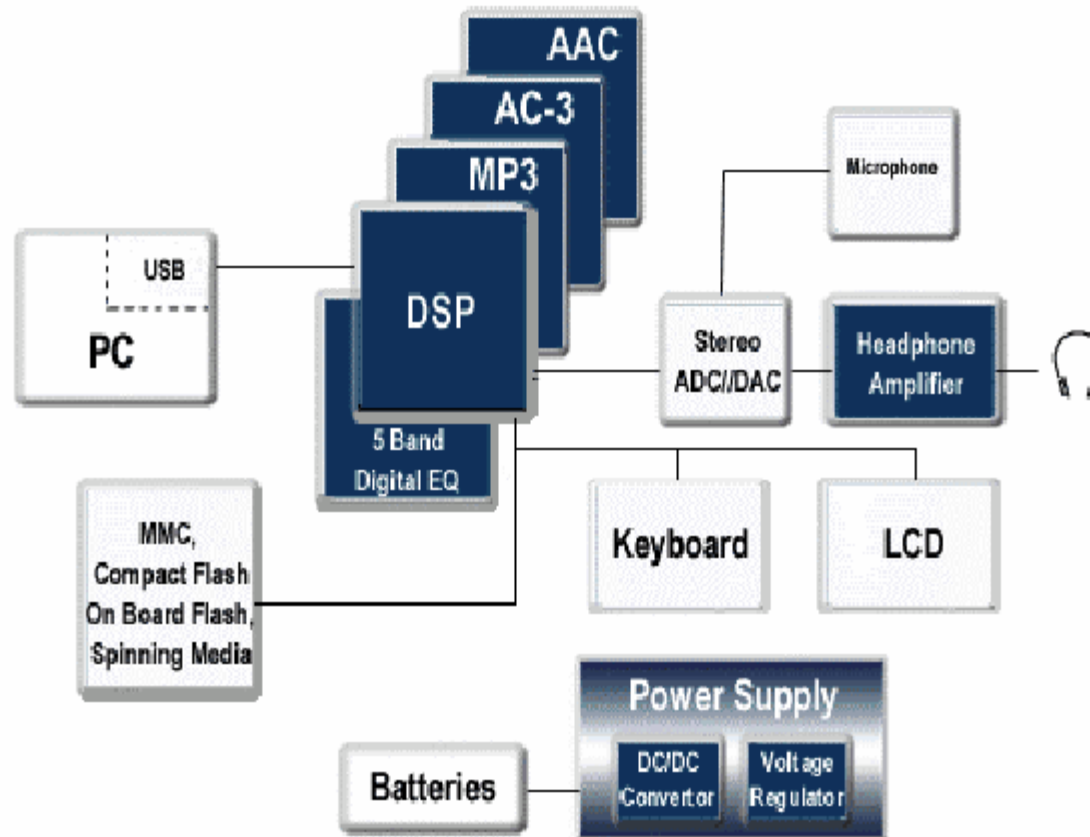 AAC
AC-3
MP3
DSP
5 Band
Digital EQ
USB
PC
Microphone
Stereo
ADC//DAC
Headphone
Amplifier
MMC,
Compact Flash
On Board Flash,
Spinning Media
Keyboard
LCD
Power Supply
DC/DC
Convertor
Voltage
Regulator
Batteries